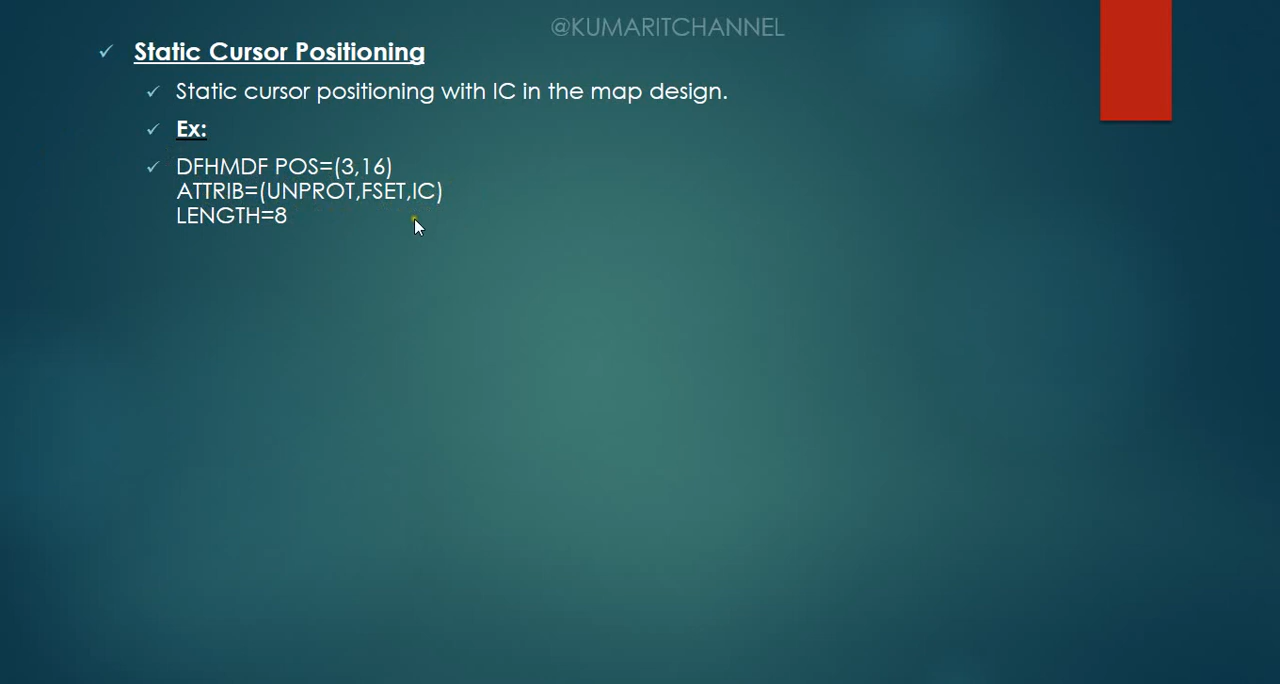 @KUMARITCHANNEL
Static Cursor Positioning
Static cursor positioning with IC in the map design.
Ex:
DFHMDF POS=(3,16)
ATTRIB=(UNPROT,FSET,IC)
LENGTH=8